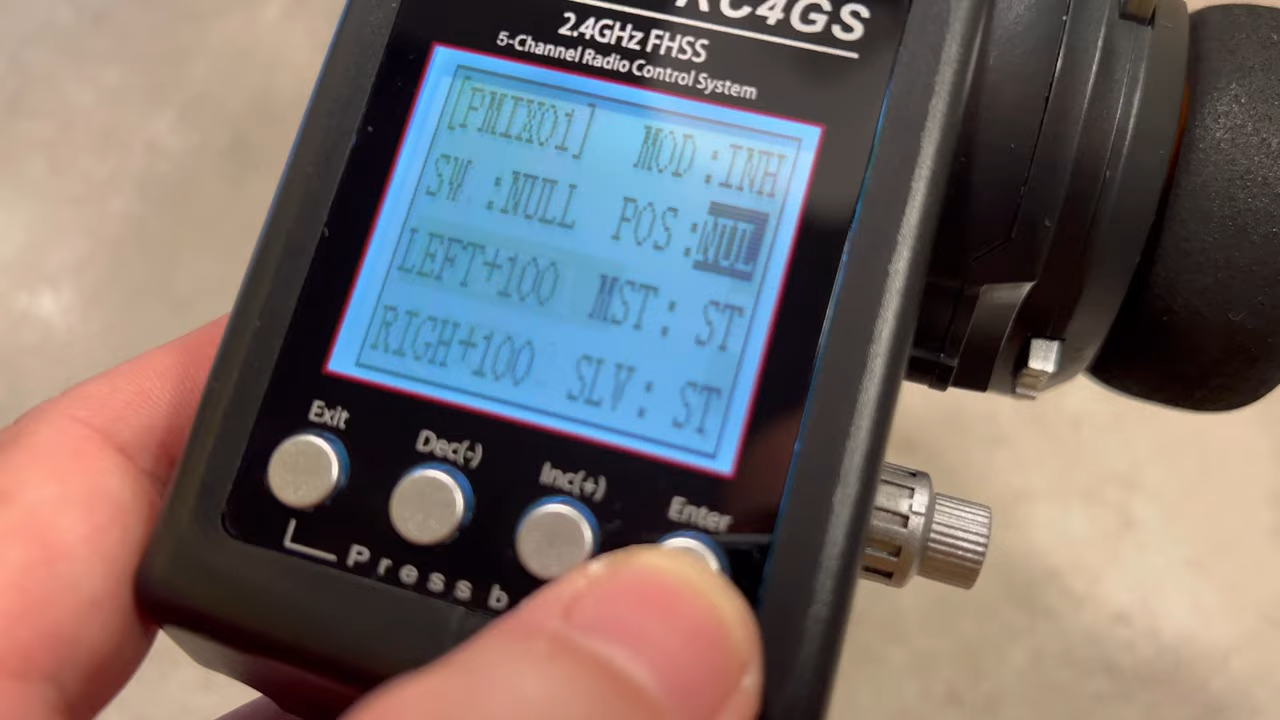 RC4GS
2.4GHz FHSS
5-Channel Radio Control System
[PMIX01] MOD:INH
SW :NULL POS:NUL
LEFT+100 MST: ST
RIGH+100 SLV: ST
Exit Dec(-) Inc(+) Enter
Press b